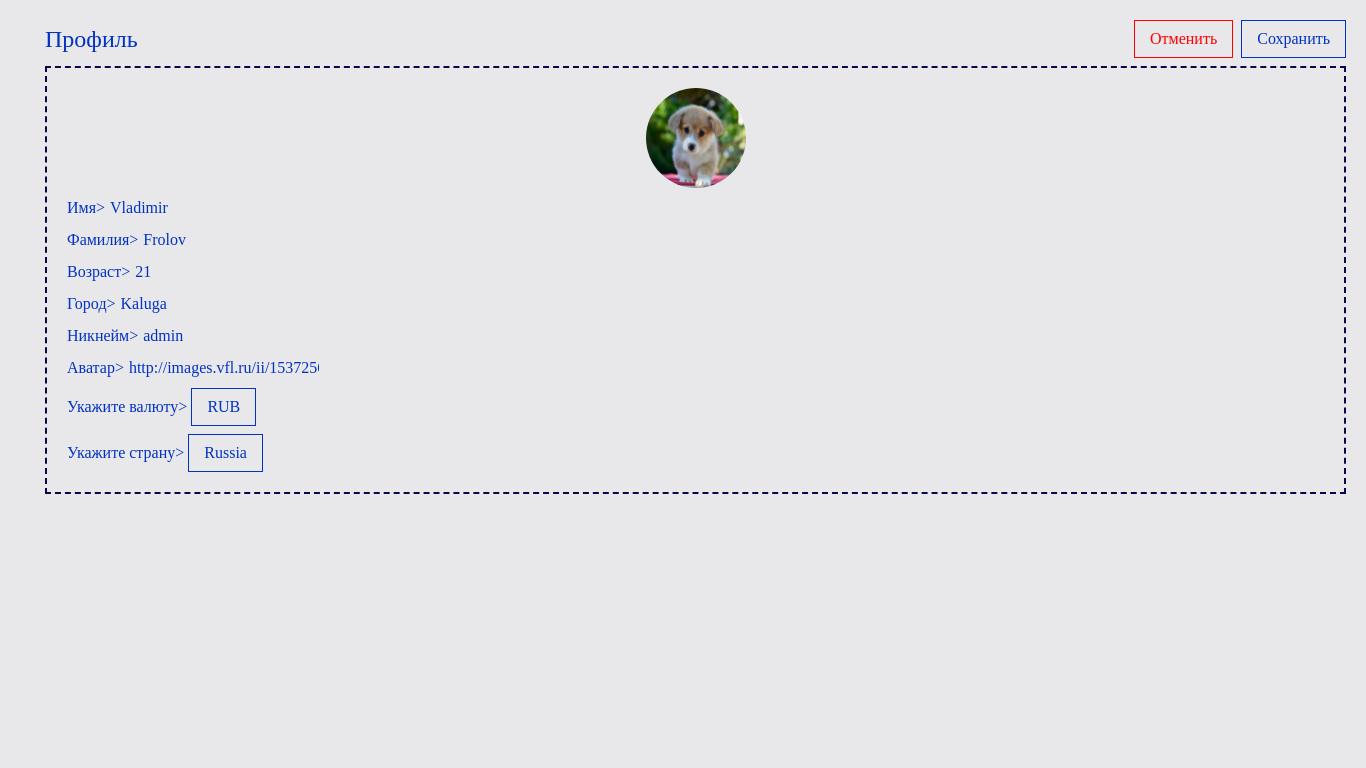 Профиль
Отменить
Сохранить
Имя> Vladimir
Фамилия> Frolov
Возраст> 21
Город> Kaluga
Никнейм> admin
Аватар> http://images.vfl.ru/ii/153725
Укажите валюту> RUB
Укажите страну> Russia